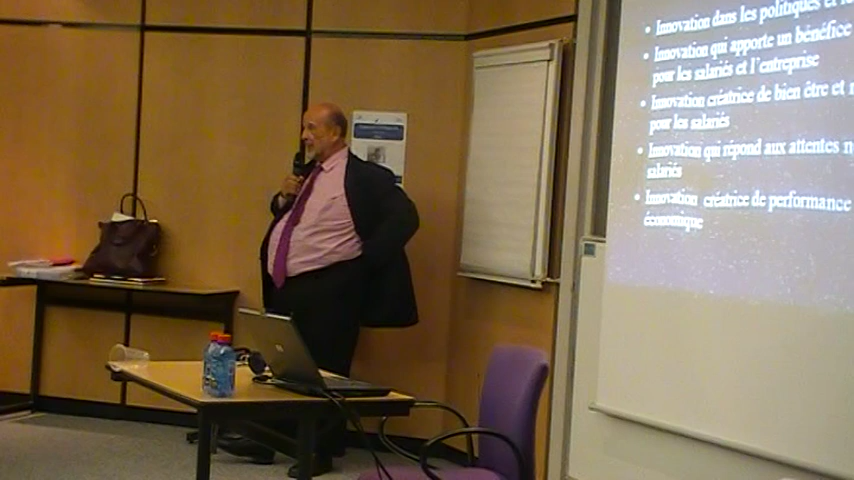 • Innovation dans les politiques et
• Innovation qui apporte un bénéfice
pour les salariés et l'entreprise
• Innovation créatrice de bien être et
pour les salariés
• Innovation qui répond aux attentes
salariés
• Innovation créatrice de performance
économique